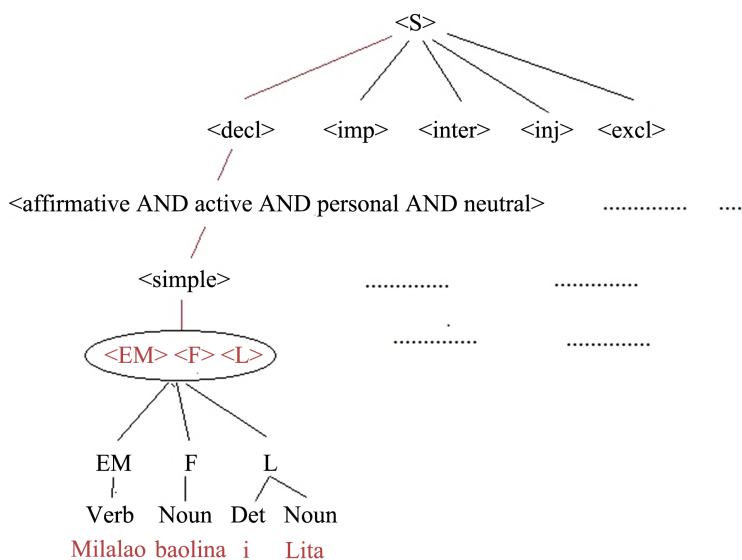 <S>
<decl> <imp> <inter> <inj> <excl>
<affirmative AND active AND personal AND neutral> .............. ....
<simple> .............. ..............
<EM> <F> <L> .............. ..............
EM F L
Verb Noun Det Noun
Milalao baolina i Lita